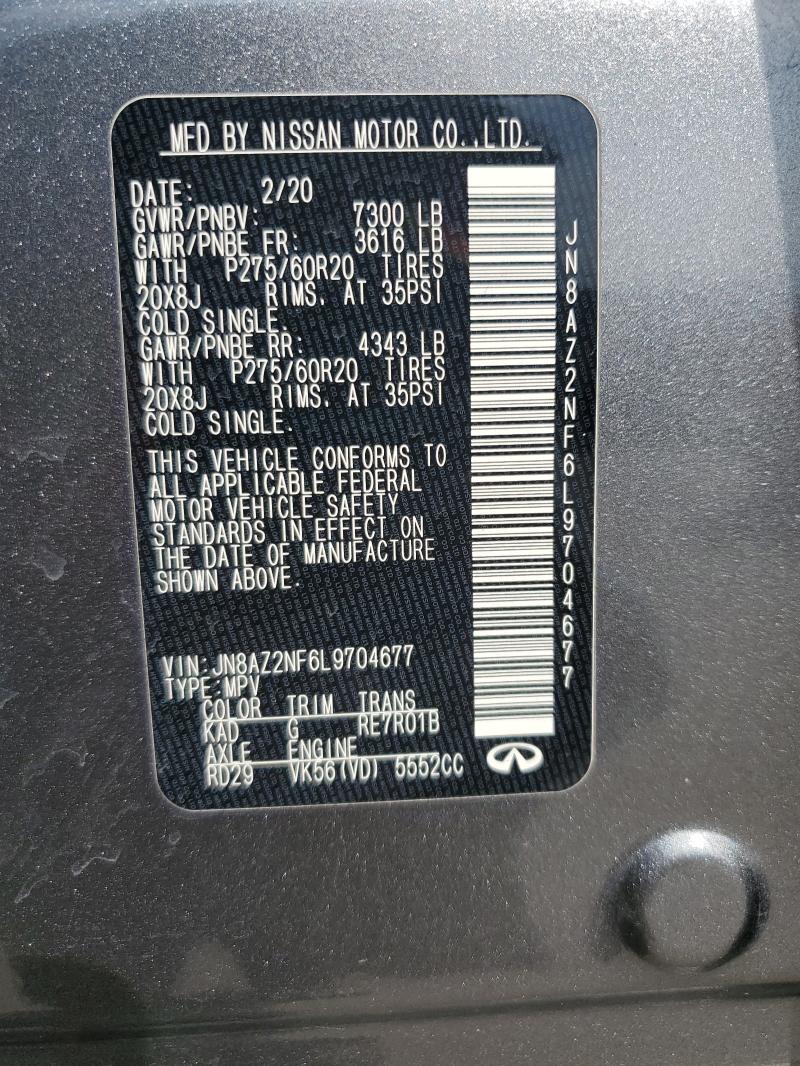 MFD BY NISSAN MOTOR CO.,LTD.
DATE: 2/20
GVWR/PNBV: 7300 LB
GAWR/PNBE FR: 3616 LB
WITH P275/60R20 TIRES
20X8J RIMS. AT 35PSI
COLD SINGLE.
GAWR/PNBE RR: 4343 LB
WITH P275/60R20 TIRES
20X8J RIMS. AT 35PSI
COLD SINGLE.
THIS VEHICLE CONFORMS TO
ALL APPLICABLE FEDERAL
MOTOR VEHICLE SAFETY
STANDARDS IN EFFECT ON
THE DATE OF MANUFACTURE
SHOWN ABOVE.
VIN:JN8AZ2NF6L9704677
TYPE:MPV
COLOR TRIM TRANS
KAD G RE7R01B
AXLE ENGINE
RD29 VK56(VD) 5552CC
JN8AZ2NF6L9704677